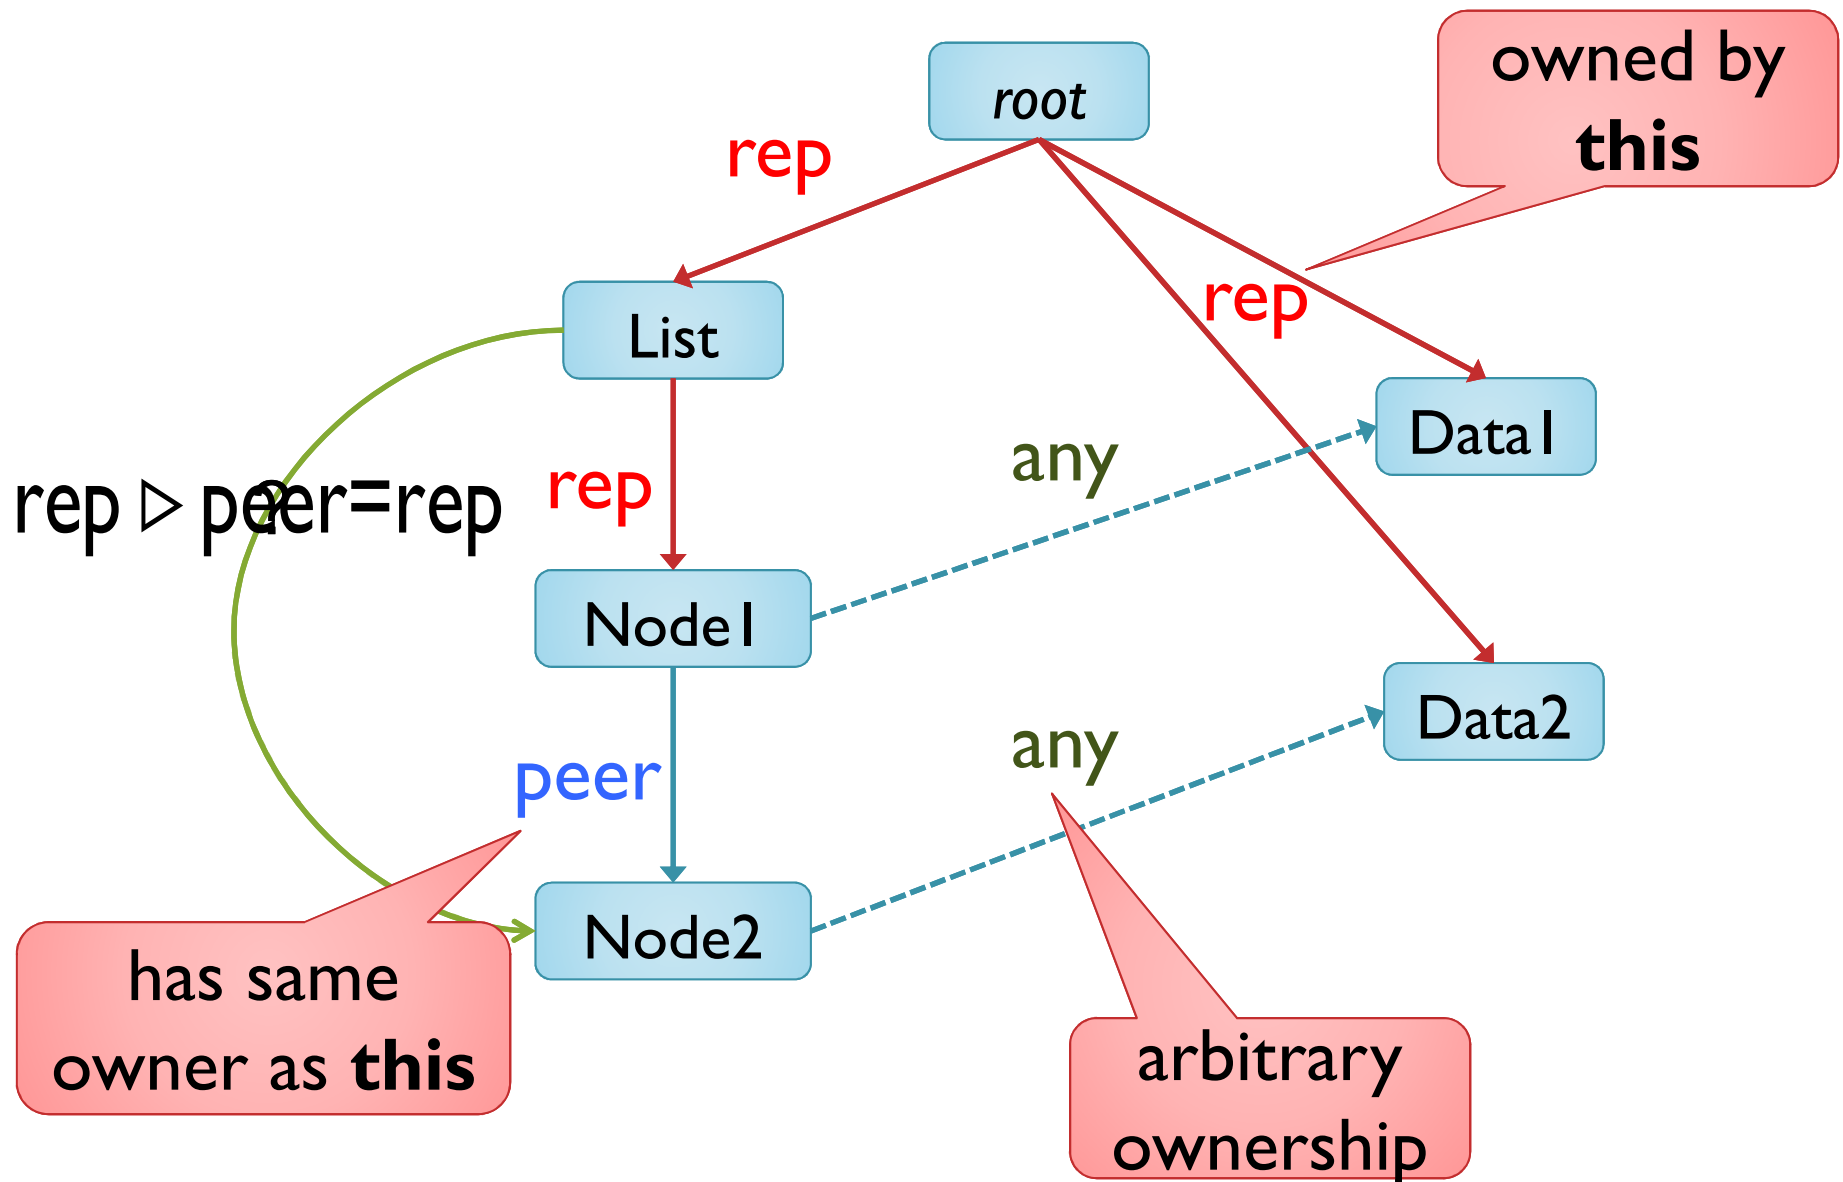 root
owned by
this
rep
rep
List
Data1
any
rep ▷ peer=rep
?
rep
Node1
Data2
any
peer
Node2
has same
owner as this
arbitrary
ownership